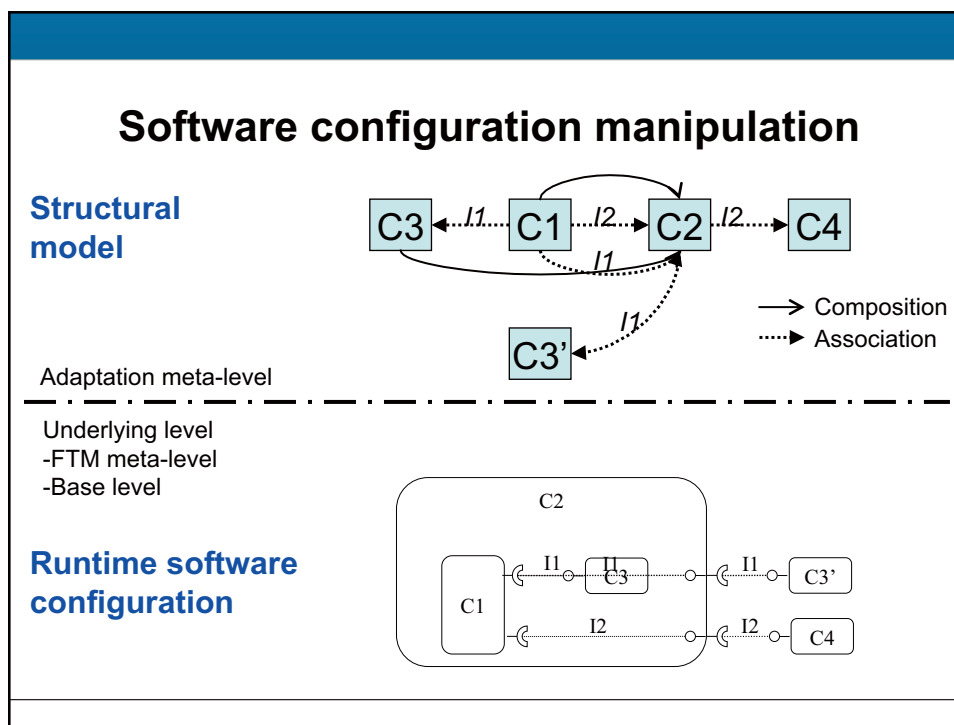 Software configuration manipulation
Structural
model
C3
I1
C1
I2
C2
I2
C4
I1
I1
C3'
Composition
Association
Adaptation meta-level
Underlying level
-FTM meta-level
-Base level
Runtime software
configuration
C2
I1
I1
I1
C3
C3'
C1
I2
I2
C4